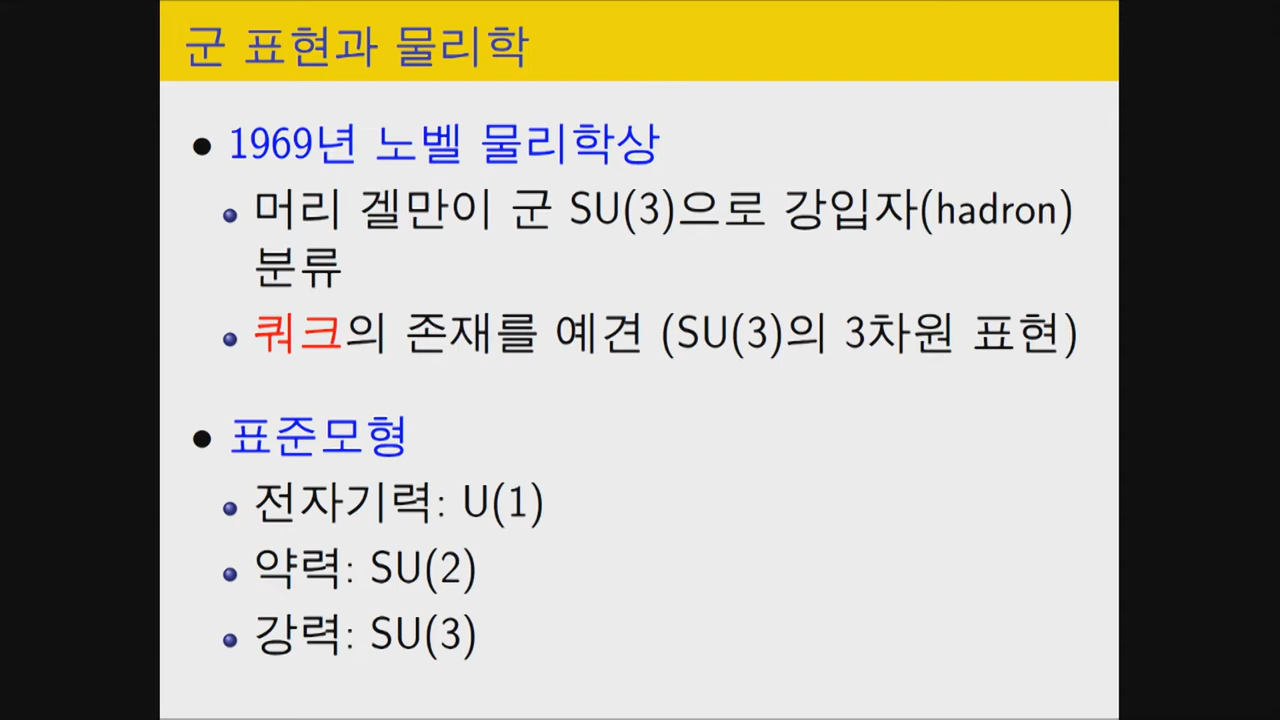 군 표현과 물리학
● 1969년 노벨 물리학상
● 머리 겔만이 군 SU(3)으로 강입자(hadron)
분류
● 쿼크의 존재를 예견 (SU(3)의 3차원 표현)
● 표준모형
● 전자기력: U(1)
● 약력: SU(2)
● 강력: SU(3)